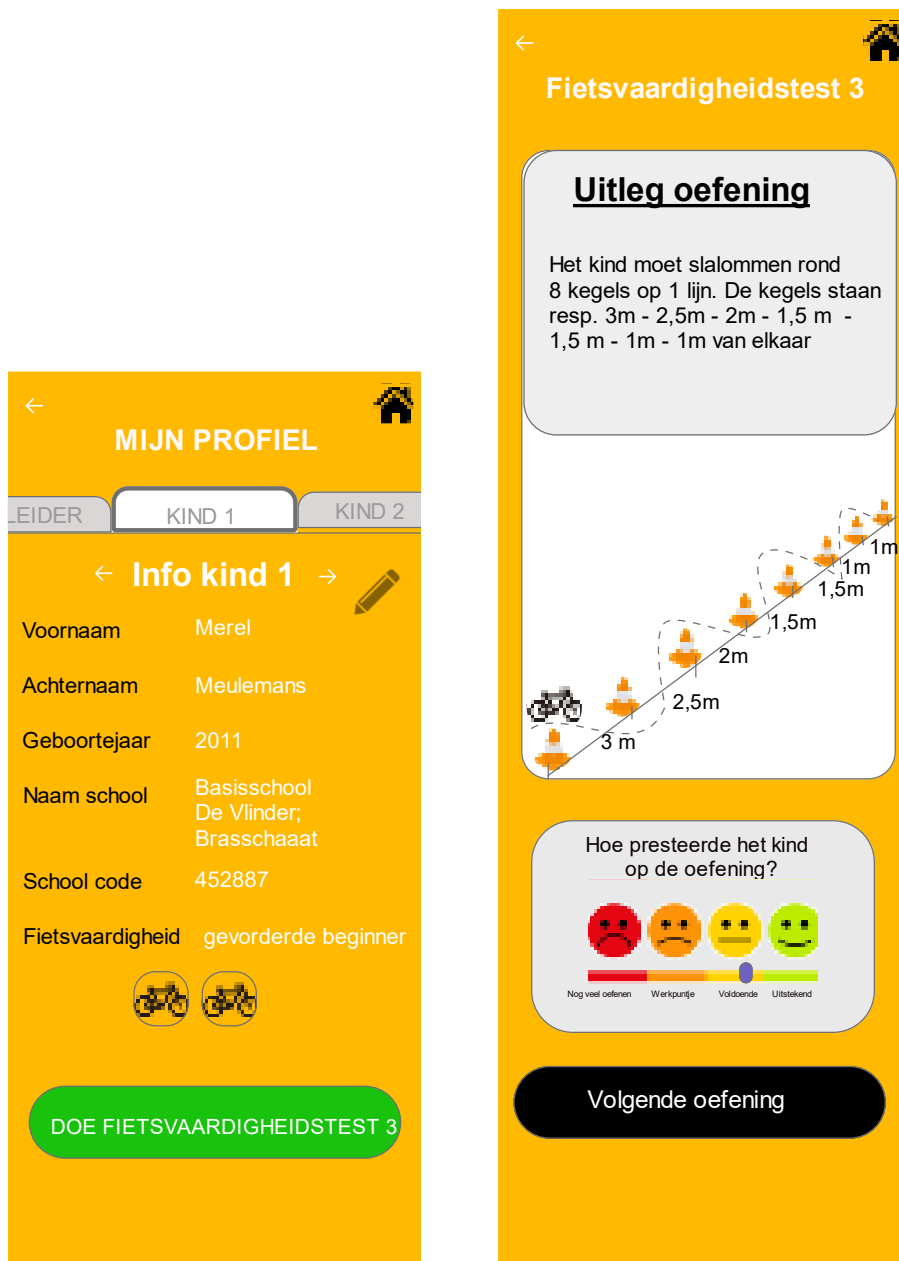 MIJN PROFIEL
LEIDER
KIND 1
KIND 2
← Info kind 1 →
Voornaam Merel
Achternaam Meulemans
Geboortejaar 2011
Naam school Basisschool
De Vlinder;
Brasschaaat
School code 452887
Fietsvaardigheid gevorderde beginner
DOE FIETSVAARDIGHEIDSTEST 3
Fietsvaardigheidstest 3
Uitleg oefening
Het kind moet slalommen rond
8 kegels op 1 lijn. De kegels staan
resp. 3m - 2,5m - 2m - 1,5 m -
1,5 m - 1m - 1m van elkaar
1m
1m
1,5m
1,5m
2m
2,5m
3 m
Hoe presteerde het kind
op de oefening?
Nog veel oefenen Werkpuntje Voldoende Uitstekend
Volgende oefening